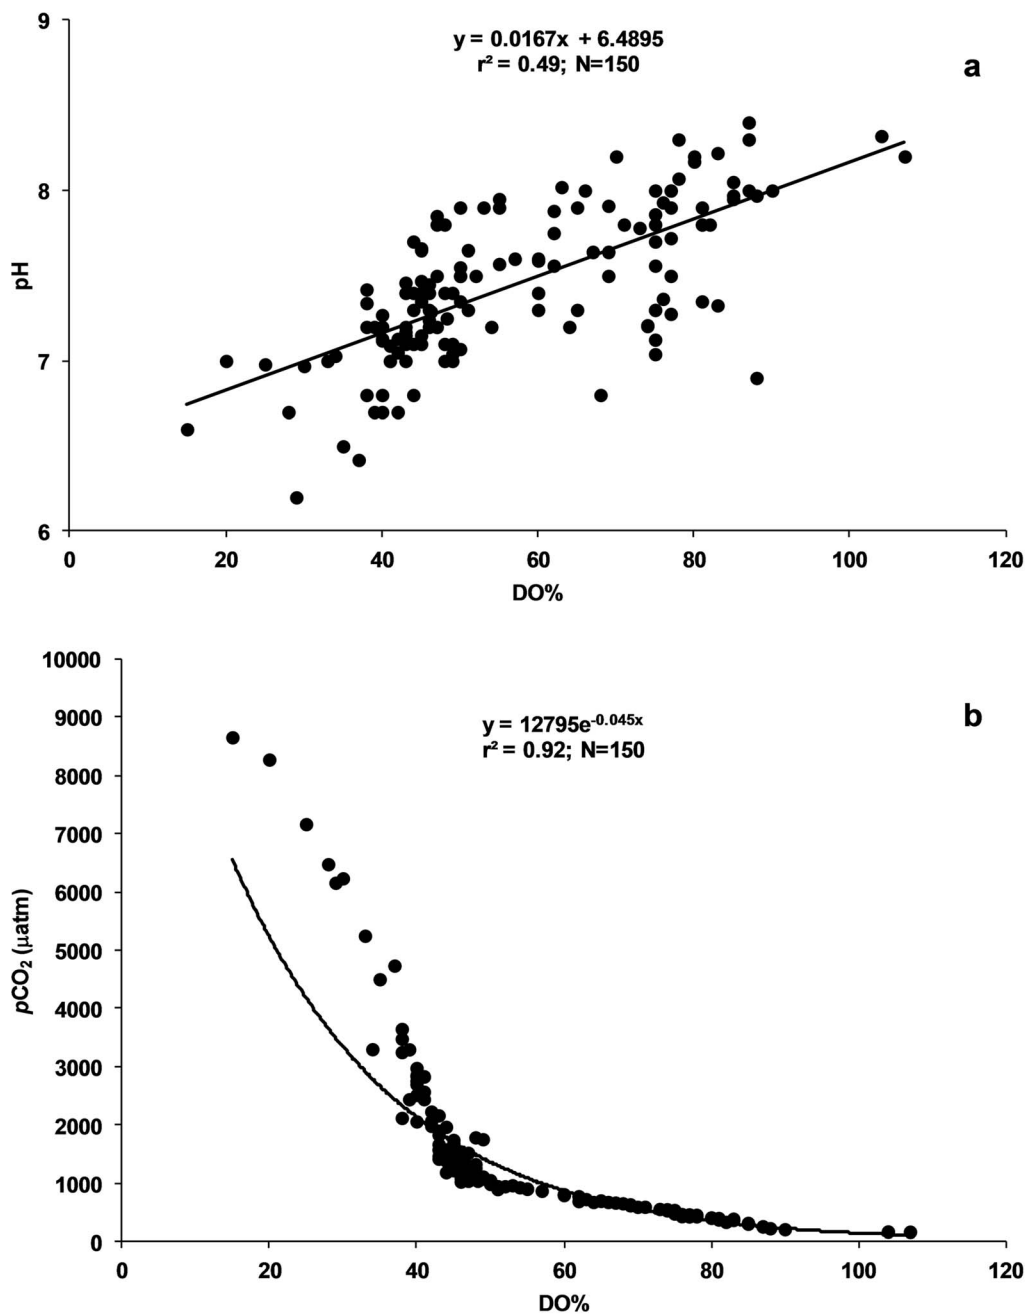 9
y = 0.0167x + 6.4895
r² = 0.49; N=150
a
8
pH
7
6
0 20 40 60 80 100 120
DO%
10000
b
9000
y = 12795e^-0.045x
r² = 0.92; N=150
8000
7000
6000
pCO₂ (µatm)
5000
4000
3000
2000
1000
0
0 20 40 60 80 100 120
DO%